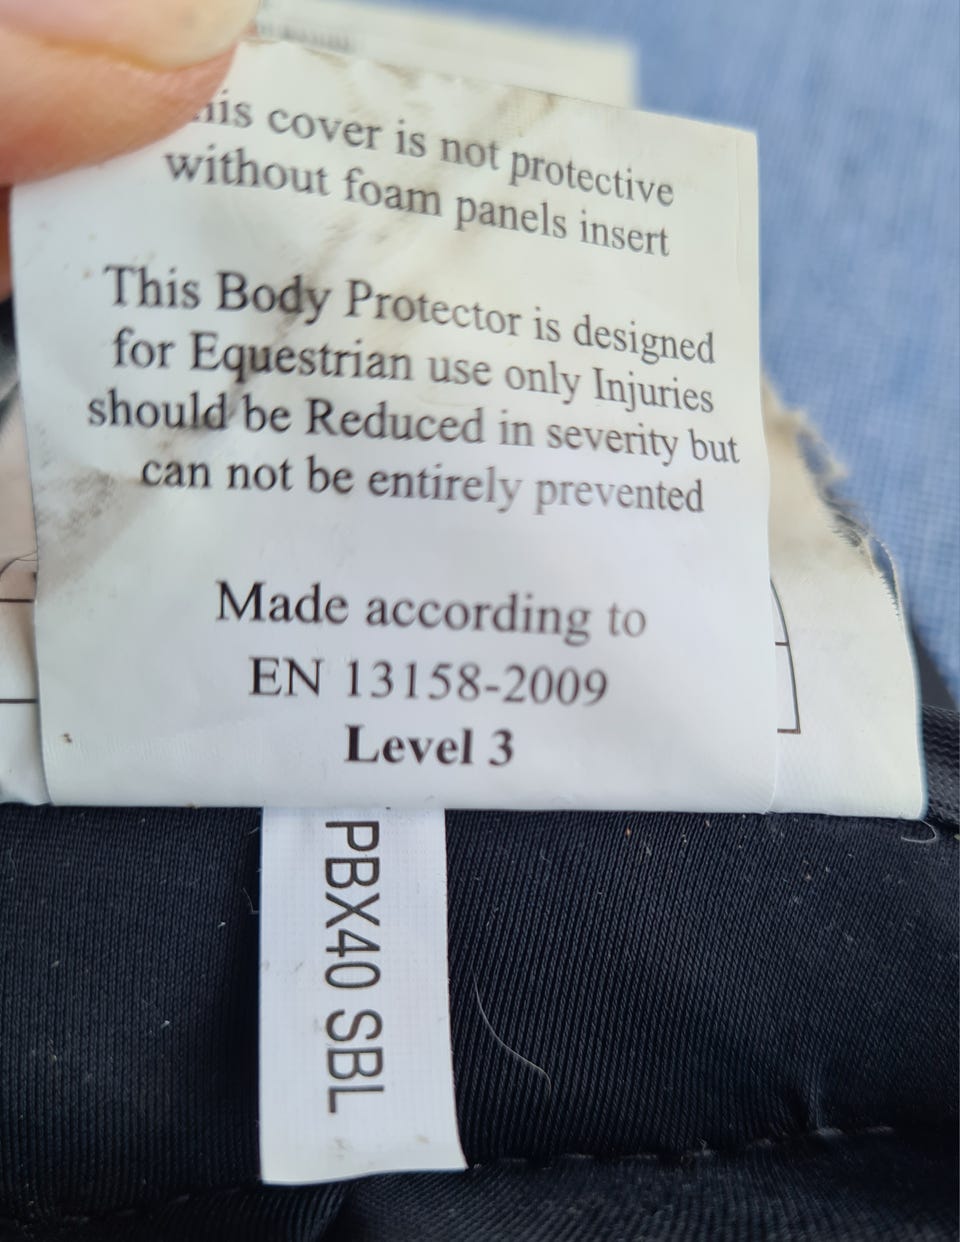 his cover is not protective
without foam panels insert
This Body Protector is designed
for Equestrian use only Injuries
should be Reduced in severity but
can not be entirely prevented
Made according to
EN 13158-2009
Level 3
PBX40 SBL